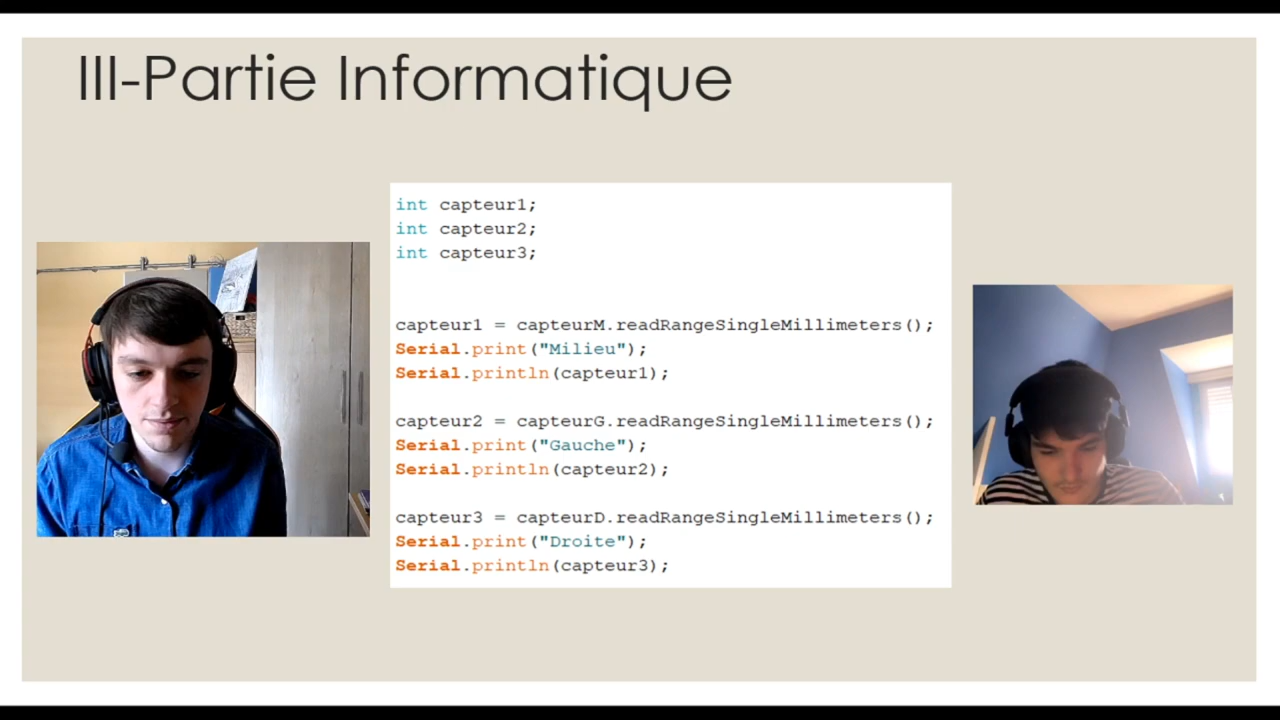 III-Partie Informatique
int capteur1;
int capteur2;
int capteur3;
capteur1 = capteurM.readRangeSingleMillimeters();
Serial.print("Milieu");
Serial.println(capteur1);
capteur2 = capteurG.readRangeSingleMillimeters();
Serial.print("Gauche");
Serial.println(capteur2);
capteur3 = capteurD.readRangeSingleMillimeters();
Serial.print("Droite");
Serial.println(capteur3);